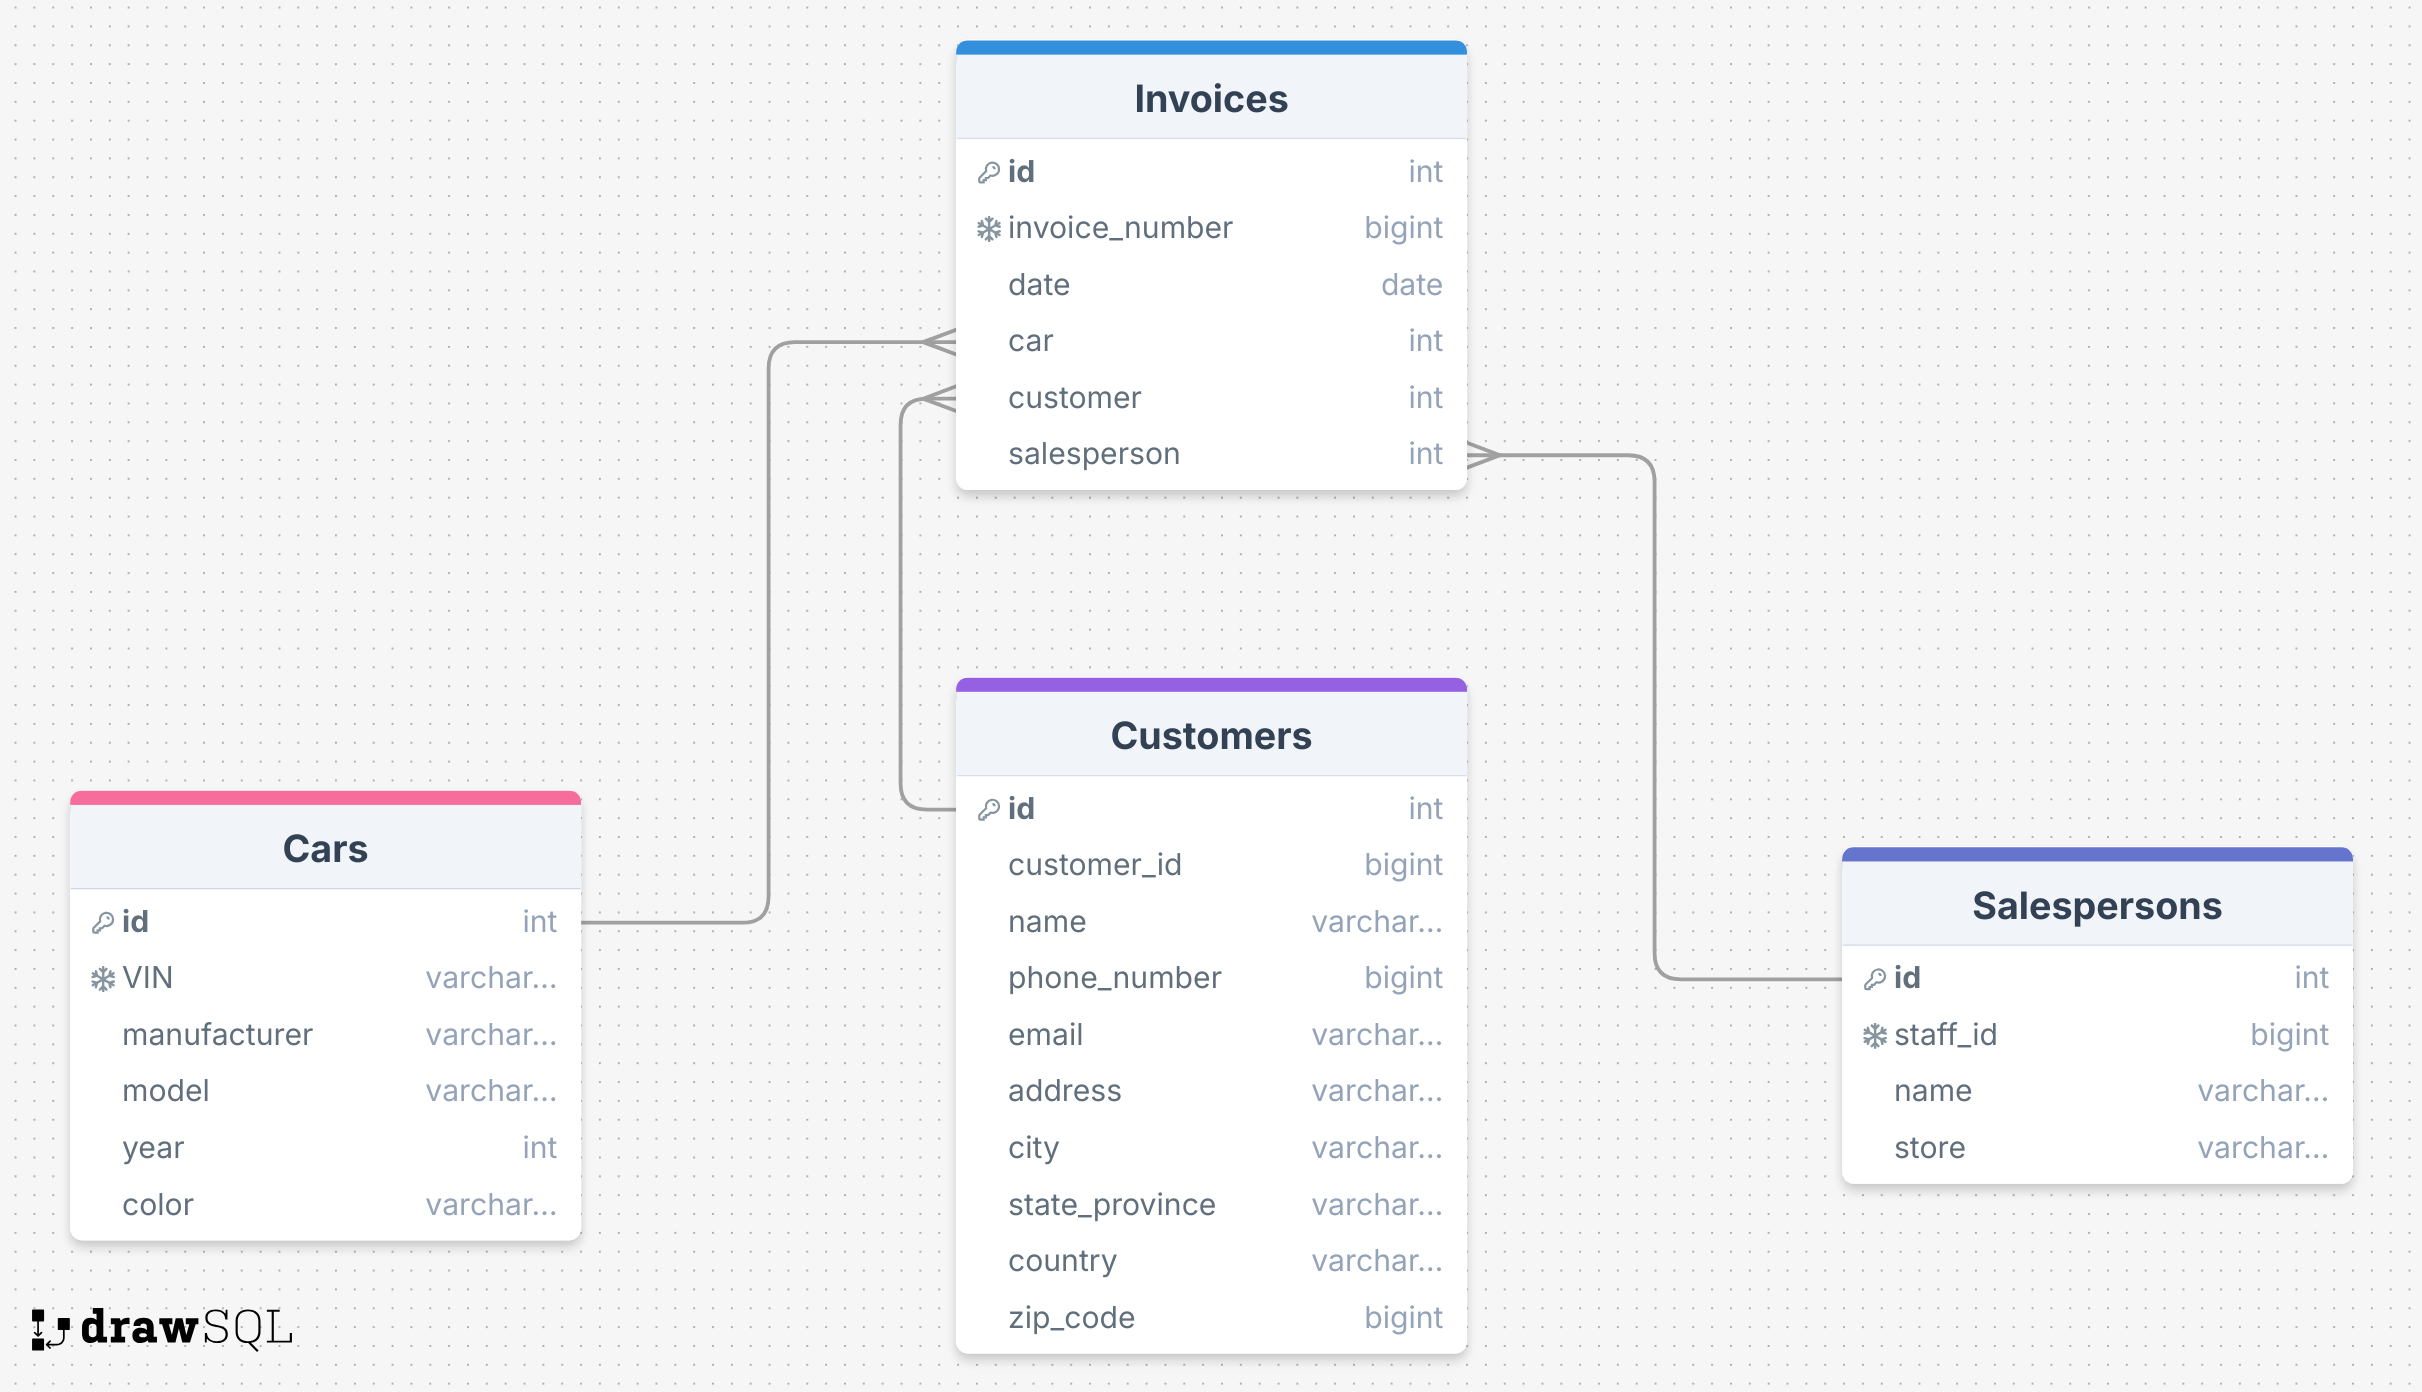 Invoices
id int
invoice_number bigint
date date
car int
customer int
salesperson int
Customers
id int
customer_id bigint
name varchar...
phone_number bigint
email varchar...
address varchar...
city varchar...
state_province varchar...
country varchar...
zip_code bigint
Cars
id int
VIN varchar...
manufacturer varchar...
model varchar...
year int
color varchar...
Salespersons
id int
staff_id bigint
name varchar...
store varchar...
drawSQL